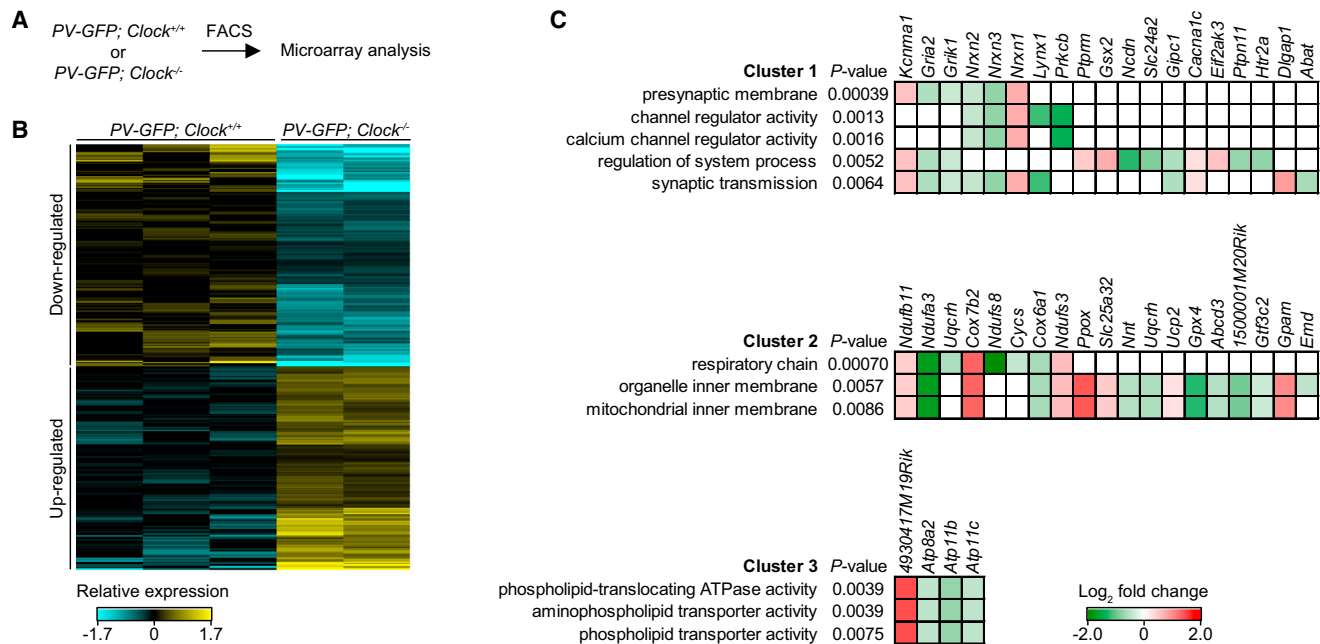 A
PV-GFP; Clock+/+
or
PV-GFP; Clock-/-
FACS
Microarray analysis
B
PV-GFP; Clock+/+ PV-GFP; Clock-/-
Down-regulated
Up-regulated
Relative expression
-1.7 0 1.7
C
Cluster 1 P-value Kcnma1 Gria2 Grik1 Nrxn2 Nrxn3 Nrxn1 Lynx1 Prkcb Ptprm Gsx2 Ncdn Slc24a2 Gipc1 Cacna1c Eif2ak3 Ptpn11 Htr2a Dlgap1 Abat
presynaptic membrane 0.00039
channel regulator activity 0.0013
calcium channel regulator activity 0.0016
regulation of system process 0.0052
synaptic transmission 0.0064
Cluster 2 P-value Ndufb11 Ndufa3 Uqcrh Cox7b2 Ndufs8 Cycs Cox6a1 Ndufs3 Ppox Slc25a32 Nnt Uqcrh Ucp2 Gpx4 Abcd3 1500001M20Rik Gtf3c2 Gpam Emd
respiratory chain 0.00070
organelle inner membrane 0.0057
mitochondrial inner membrane 0.0086
Cluster 3 P-value 4930417M19Rik Atp8a2 Atp11b Atp11c
phospholipid-translocating ATPase activity 0.0039
aminophospholipid transporter activity 0.0039
phospholipid transporter activity 0.0075
Log2 fold change
-2.0 0 2.0